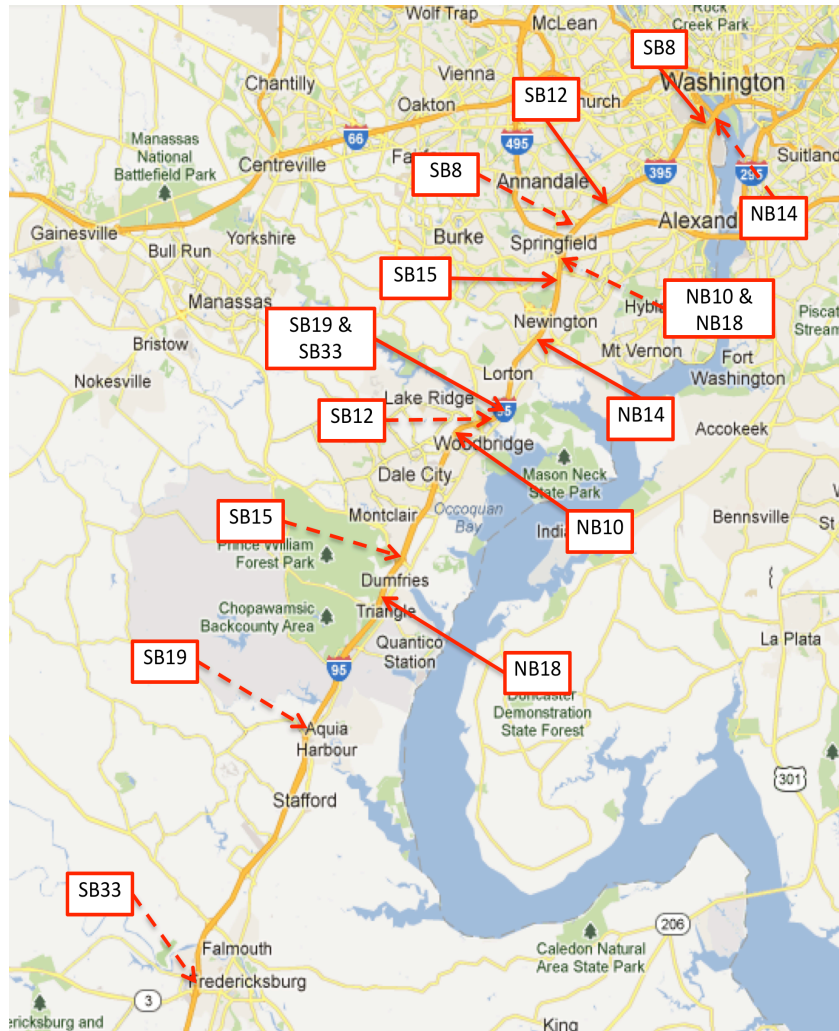 Wolf Trap
McLean
Rock
Creek Park
SB8
Chantilly
Vienna
Washington
Oakton
SB12
Church
Suitland
Manassas
National
Battlefield Park
66
Centreville
495
395
295
SB8
Annandale
Gainesville
Bull Run
Yorkshire
Burke
Springfield
NB14
SB15
NB10 &
NB18
Manassas
SB19 &
SB33
Newington
Bristow
Mt Vernon
Fort
Washington
Nokesville
Lorton
Lake Ridge
SB12
NB14
Accokeek
Woodbridge
Dale City
Mason Neck
State Park
SB15
Montclair
Occoquan
Bay
NB10
Bennsville
St
Prince William
Forest Park
Dumfries
Chopawamsic
Backcounty Area
Triangle
La Plata
SB19
95
Quantico
Station
NB18
Doncaster
Demonstration
State Forest
Aquia
Harbour
301
Stafford
SB33
206
Falmouth
Caledon Natural
Area State Park
Fredericksburg
3
ericksburg and
King